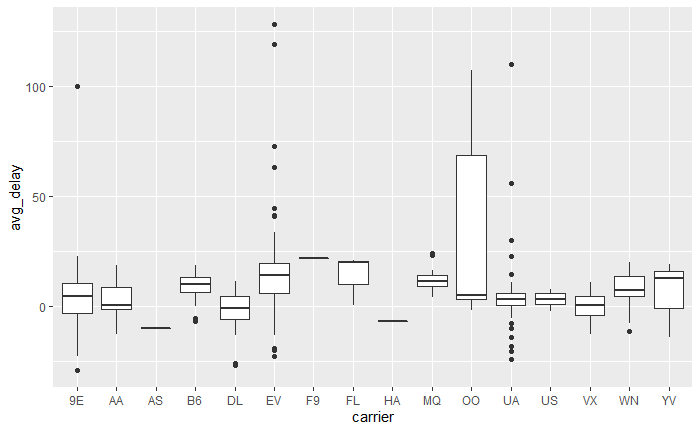 100
50
0
avg_delay
9E AA AS B6 DL EV F9 FL HA MQ OO UA US VX WN YV
carrier